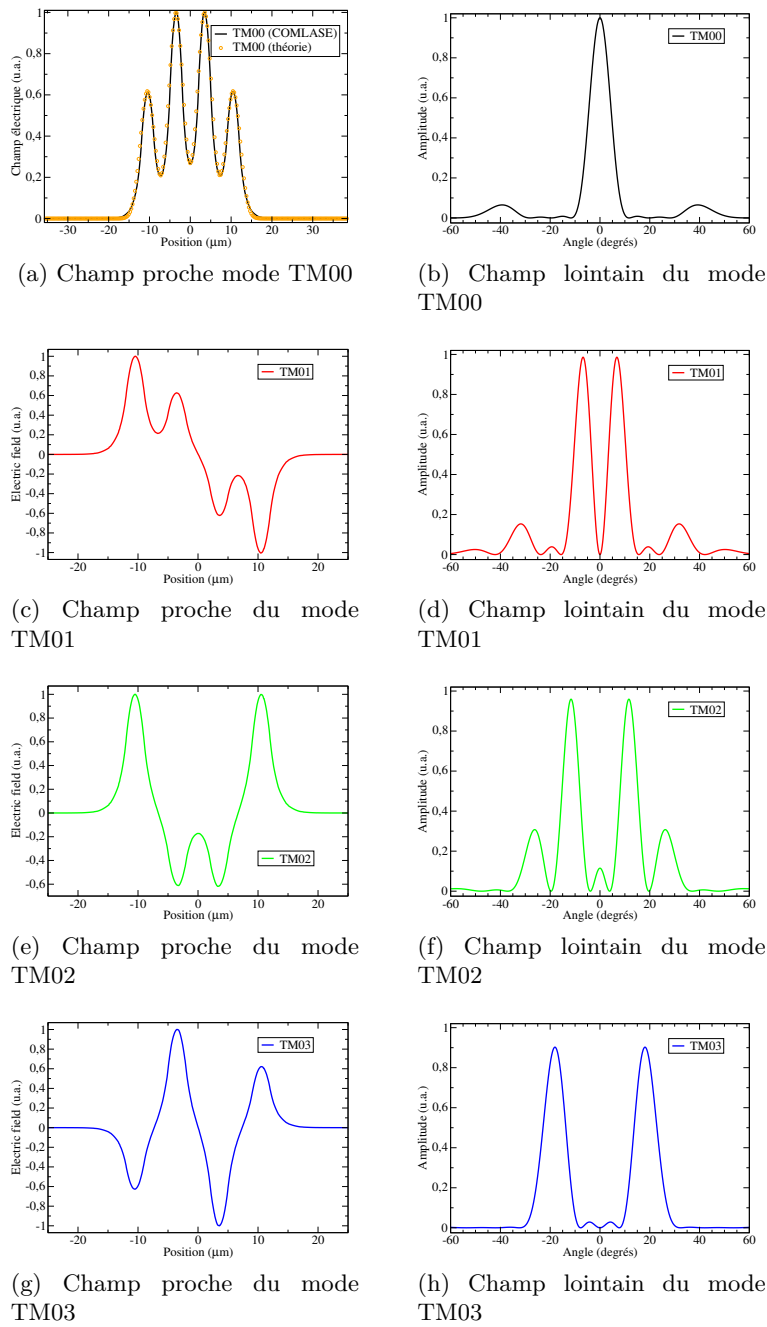 1
0,8
0,6
0,4
0,2
0
Champ électrique (u.a.)
-30 -20 -10 0 10 20 30
Position (μm)
TM00 (COMLASE)
TM00 (théorie)
(a) Champ proche mode TM00
1
0,8
0,6
0,4
0,2
0
Amplitude (u.a.)
-60 -40 -20 0 20 40 60
Angle (degrés)
TM00
(b) Champ lointain du mode
TM00
1
0,8
0,6
0,4
0,2
0
-0,2
-0,4
-0,6
-0,8
-1
Electric field (u.a.)
-20 -10 0 10 20
Position (μm)
TM01
(c) Champ proche du mode
TM01
1
0,8
0,6
0,4
0,2
0
Amplitude (u.a.)
-60 -40 -20 0 20 40 60
Angle (degrés)
TM01
(d) Champ lointain du mode
TM01
1
0,8
0,6
0,4
0,2
0
-0,2
-0,4
-0,6
Electric field (u.a.)
-20 -10 0 10 20
Position (μm)
TM02
(e) Champ proche du mode
TM02
1
0,8
0,6
0,4
0,2
0
Amplitude (u.a.)
-60 -40 -20 0 20 40 60
Angle (degrés)
TM02
(f) Champ lointain du mode
TM02
1
0,8
0,6
0,4
0,2
0
-0,2
-0,4
-0,6
-0,8
-1
Electric field (u.a.)
-20 -10 0 10 20
Position (μm)
TM03
(g) Champ proche du mode
TM03
1
0,8
0,6
0,4
0,2
0
Amplitude (u.a.)
-60 -40 -20 0 20 40 60
Angle (degrés)
TM03
(h) Champ lointain du mode
TM03